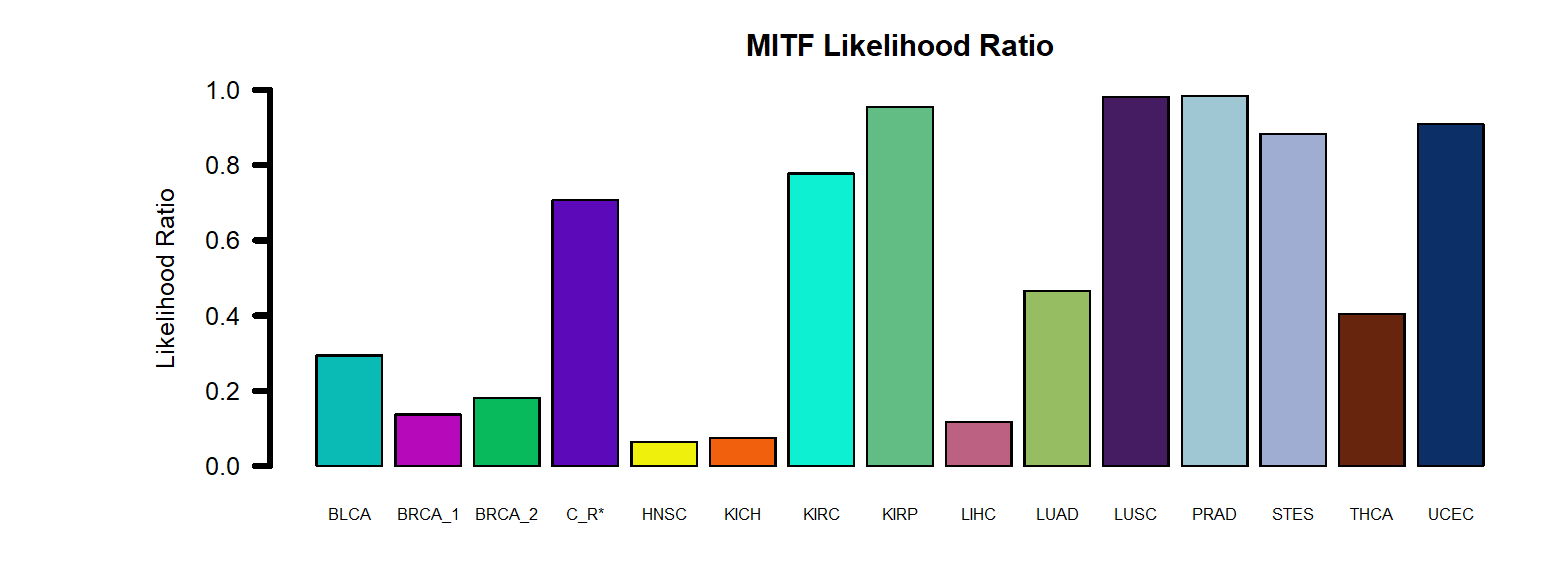 MITF Likelihood Ratio
Likelihood Ratio
1.0
0.8
0.6
0.4
0.2
0.0
BLCA BRCA_1 BRCA_2 C_R* HNSC KICH KIRC KIRP LIHC LUAD LUSC PRAD STES THCA UCEC